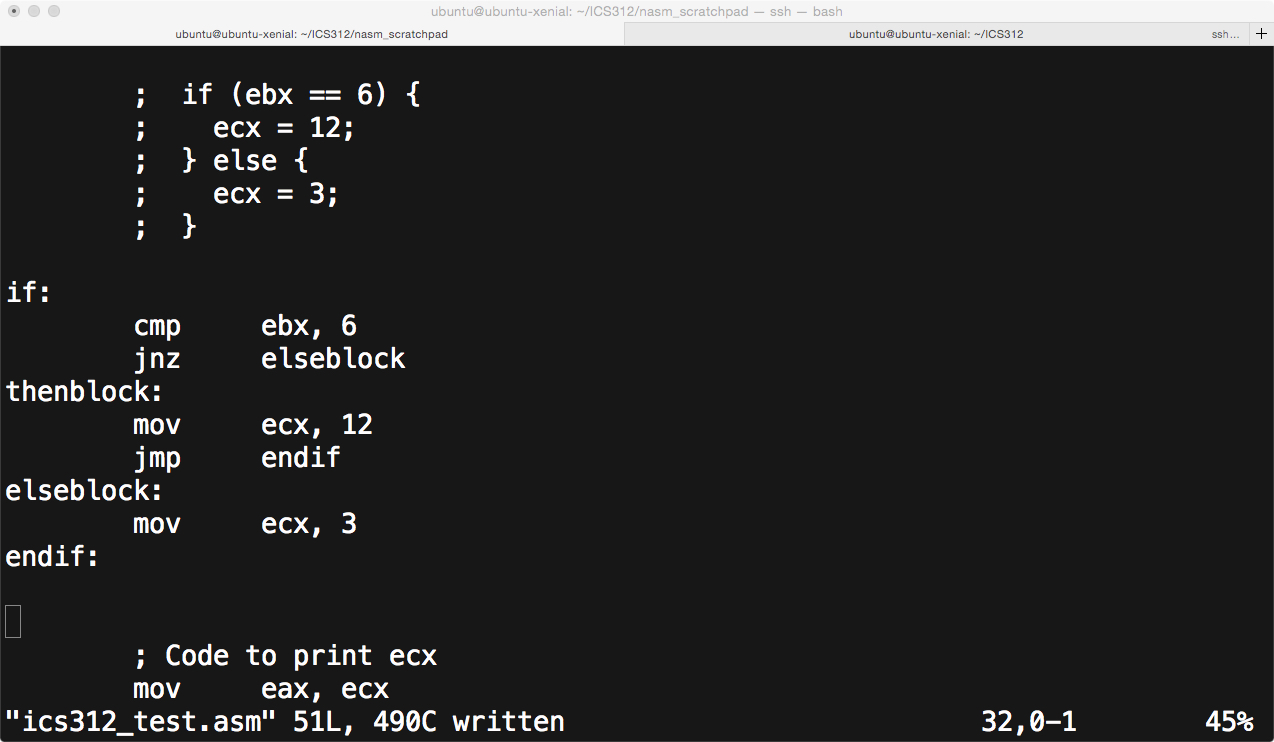 ubuntu@ubuntu-xenial: ~/ICS312/nasm_scratchpad — ssh — bash
ubuntu@ubuntu-xenial: ~/ICS312/nasm_scratchpad ubuntu@ubuntu-xenial: ~/ICS312 ssh... +
;  if (ebx == 6) {
;    ecx = 12;
;  } else {
;    ecx = 3;
;  }
if:
cmp     ebx, 6
jnz     elseblock
thenblock:
mov     ecx, 12
jmp     endif
elseblock:
mov     ecx, 3
endif:
; Code to print ecx
mov     eax, ecx
"ics312_test.asm" 51L, 490C written 32,0-1 45%